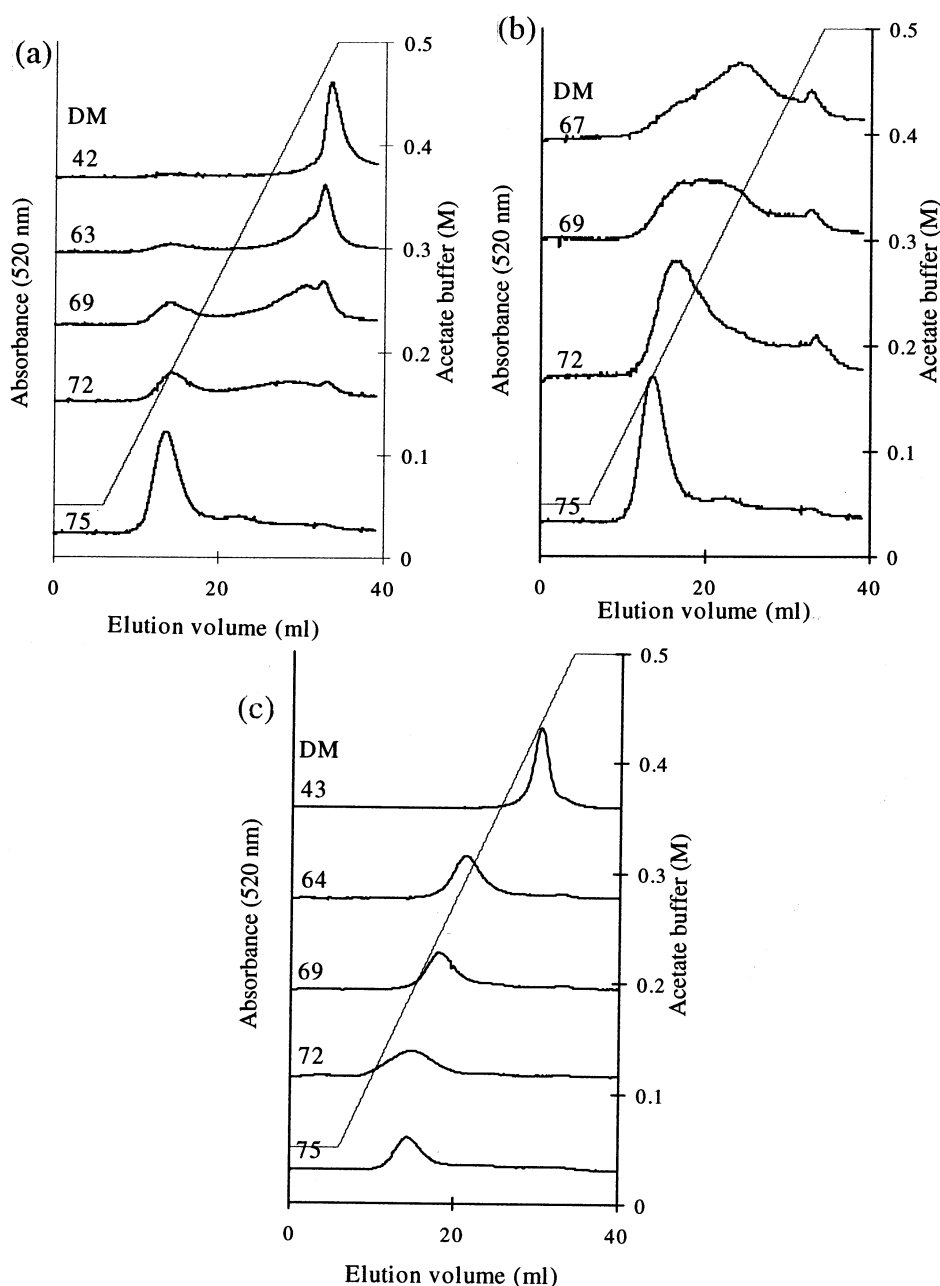 (a)
DM
42
63
69
72
75
0.5
0.4
0.3
0.2
0.1
0
0
20
40
Absorbance (520 nm)
Acetate buffer (M)
Elution volume (ml)
(b)
DM
67
69
72
75
0.5
0.4
0.3
0.2
0.1
0
0
20
40
Absorbance (520 nm)
Acetate buffer (M)
Elution volume (ml)
(c)
DM
43
64
69
72
75
0.5
0.4
0.3
0.2
0.1
0
0
20
40
Absorbance (520 nm)
Acetate buffer (M)
Elution volume (ml)